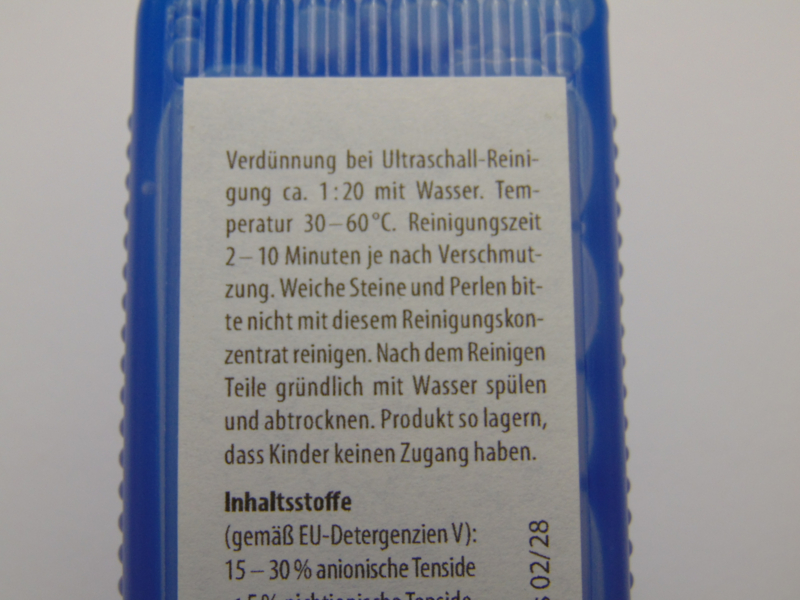 Verdünnung bei Ultraschall-Reini-
gung ca. 1:20 mit Wasser. Tem-
peratur 30–60°C. Reinigungszeit
2–10 Minuten je nach Verschmut-
zung. Weiche Steine und Perlen bit-
te nicht mit diesem Reinigungskon-
zentrat reinigen. Nach dem Reinigen
Teile gründlich mit Wasser spülen
und abtrocknen. Produkt so lagern,
dass Kinder keinen Zugang haben.
Inhaltsstoffe
(gemäß EU-Detergenzien V):
15 – 30 % anionische Tenside
5 % nichtionische Tenside
02/28